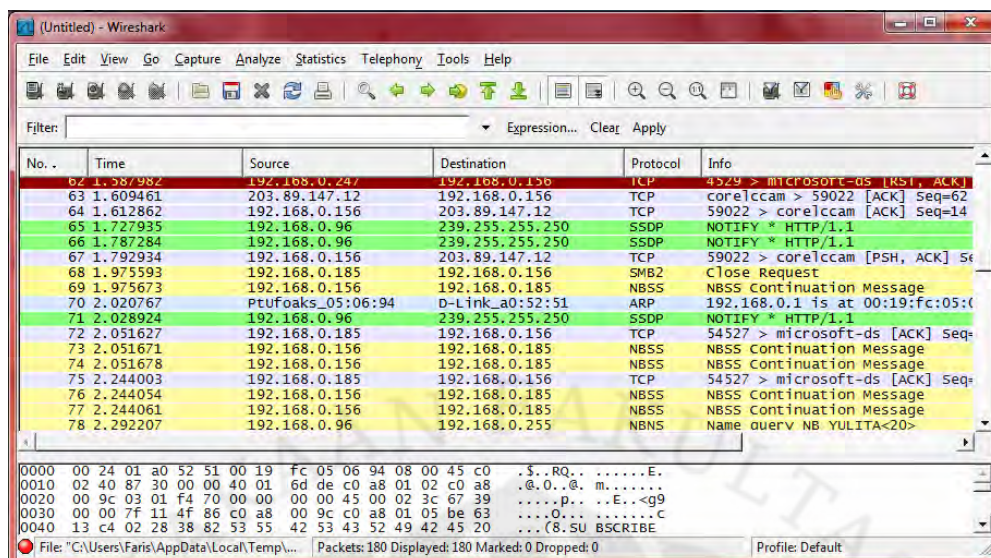 (Untitled) - Wireshark
File Edit View Go Capture Analyze Statistics Telephony Tools Help
Filter: Expression... Clear Apply
No. . Time Source Destination Protocol Info
62 1.587982 192.168.0.247 192.168.0.156 TCP 4529 > microsoft-ds [RST, ACK]
63 1.609461 203.89.147.12 192.168.0.156 TCP corelccam > 59022 [ACK] Seq=62
64 1.612862 192.168.0.156 203.89.147.12 TCP 59022 > corelccam [ACK] Seq=14
65 1.727935 192.168.0.96 239.255.255.250 SSDP NOTIFY * HTTP/1.1
66 1.787284 192.168.0.96 239.255.255.250 SSDP NOTIFY * HTTP/1.1
67 1.792934 192.168.0.156 203.89.147.12 TCP 59022 > corelccam [PSH, ACK] Se
68 1.975593 192.168.0.185 192.168.0.156 SMB2 Close Request
69 1.975673 192.168.0.156 192.168.0.185 NBSS NBSS Continuation Message
70 2.020767 Ptufoaks_05:06:94 D-Link_a0:52:51 ARP 192.168.0.1 is at 00:19:fc:05:0
71 2.028924 192.168.0.96 239.255.255.250 SSDP NOTIFY * HTTP/1.1
72 2.051627 192.168.0.185 192.168.0.156 TCP 54527 > microsoft-ds [ACK] Seq=
73 2.051671 192.168.0.156 192.168.0.185 NBSS NBSS Continuation Message
74 2.051678 192.168.0.156 192.168.0.185 NBSS NBSS Continuation Message
75 2.244003 192.168.0.185 192.168.0.156 TCP 54527 > microsoft-ds [ACK] Seq=
76 2.244054 192.168.0.156 192.168.0.185 NBSS NBSS Continuation Message
77 2.244061 192.168.0.156 192.168.0.185 NBSS NBSS Continuation Message
78 2.292207 192.168.0.96 192.168.0.255 NBNS Name query NB YULITA<20>
0000 00 24 01 a0 52 51 00 19 fc 05 06 94 08 00 45 c0 .$..RQ.. ......E.
0010 02 40 87 30 00 00 40 01 6d de c0 a8 01 02 c0 a8 .@.0..@. m.......
0020 00 9c 03 01 f4 70 00 00 00 00 45 00 02 3c 67 39 .....p.. ..E..<g9
0030 00 00 7f 11 4f 86 c0 a8 00 9c c0 a8 01 05 be 63 ....O... .......c
0040 13 c4 02 28 38 82 53 55 42 53 43 52 49 42 45 20 ...(8.SU BSCRIBE
File: "C:\Users\Faris\AppData\Local\Temp\... Packets: 180 Displayed: 180 Marked: 0 Dropped: 0 Profile: Default